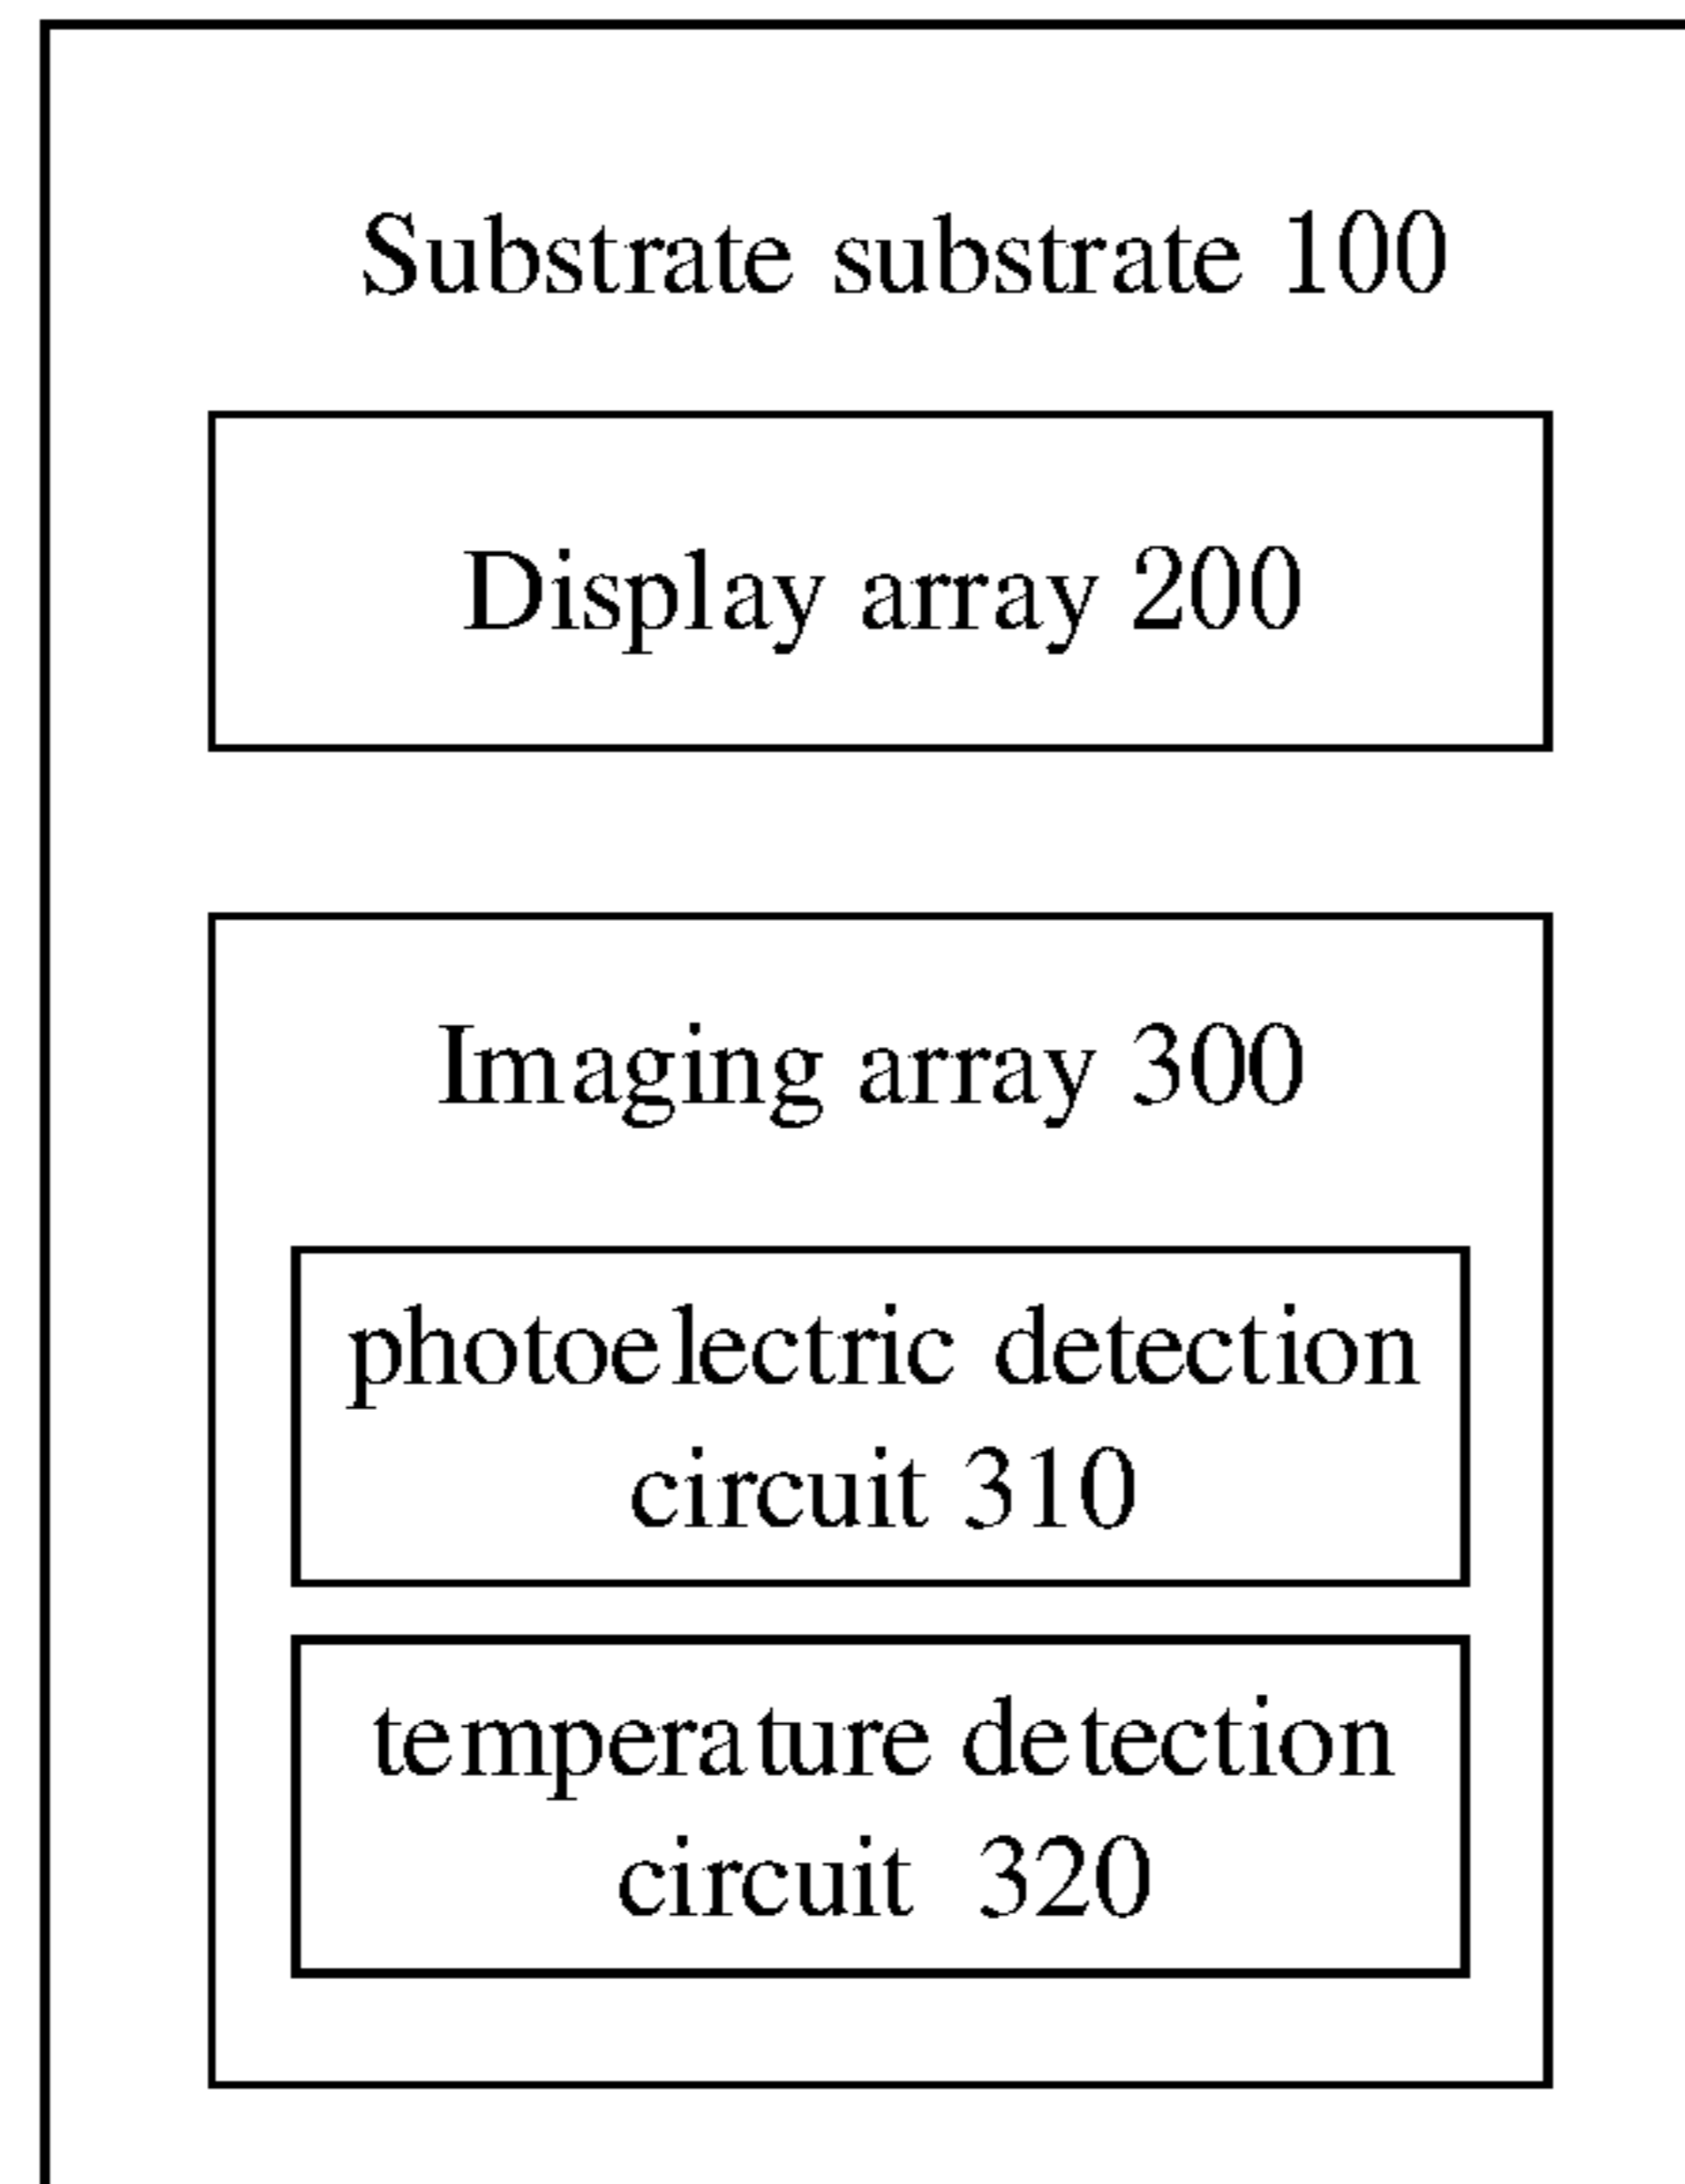 Substrate substrate 100
Display array 200
Imaging array 300
photoelectric detection
circuit 310
temperature detection
circuit 320